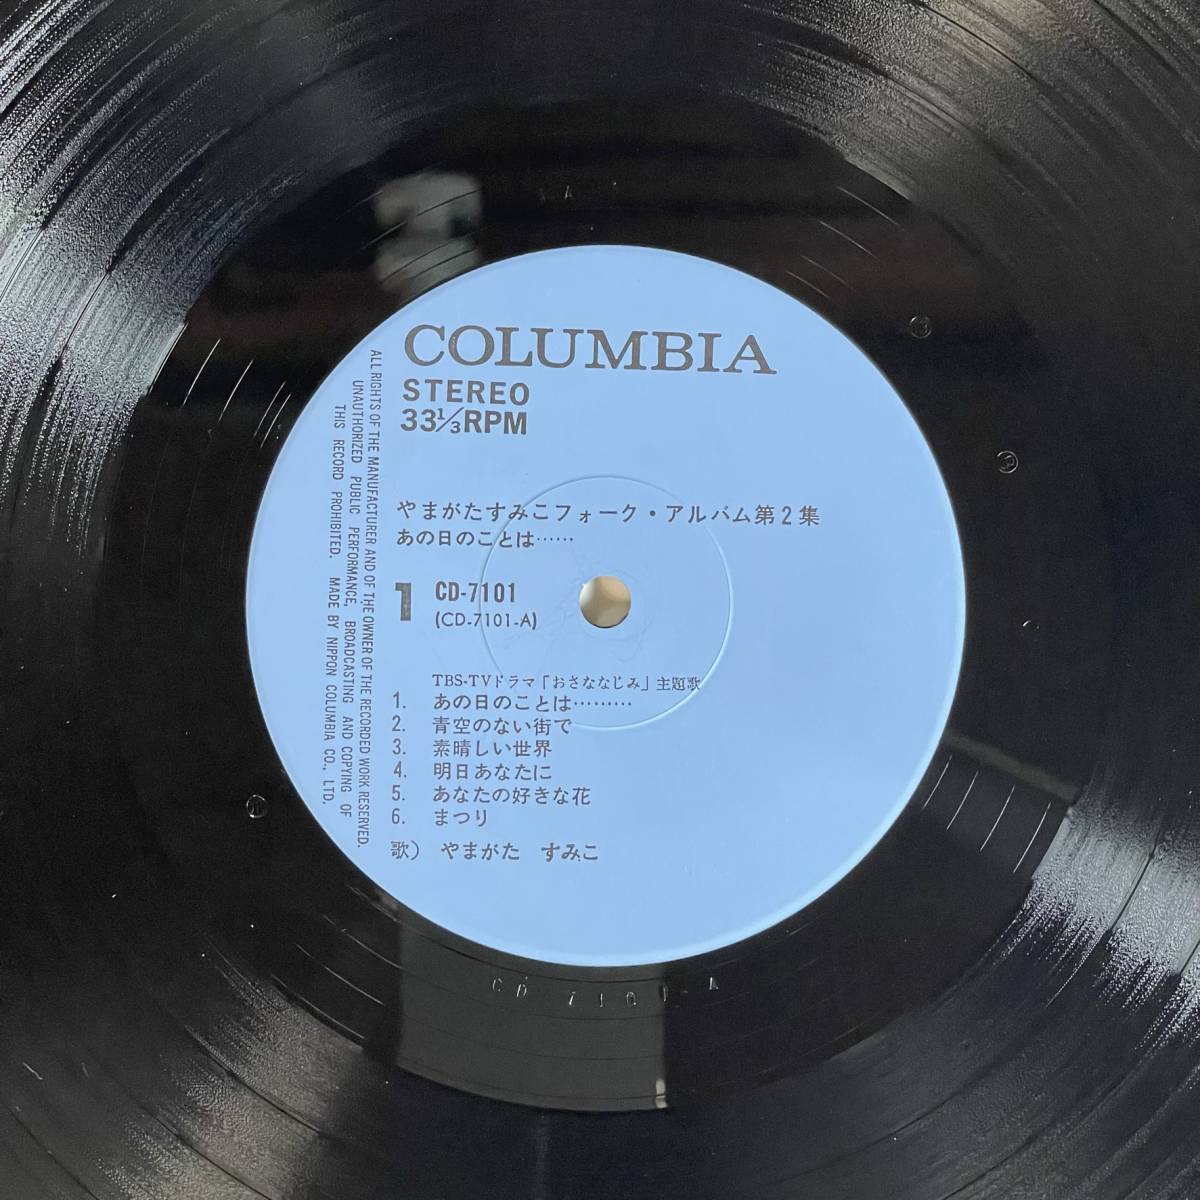 COLUMBIA
STEREO
33⅓RPM
やまがたすみこフォーク・アルバム第2集
あの日のことは……
1
CD-7101
(CD-7101-A)
TBS-TVドラマ「おさななじみ」主題歌
1. あの日のことは………
2. 青空のない街で
3. 素晴しい世界
4. 明日あなたに
5. あなたの好きな花
6. まつり
歌） やまがた すみこ
ALL RIGHTS OF THE MANUFACTURER AND OF THE OWNER OF THE RECORDED WORK RESERVED.
UNAUTHORIZED PUBLIC PERFORMANCE, BROADCASTING AND COPYING OF
THIS RECORD PROHIBITED. MADE BY NIPPON COLUMBIA CO., LTD.
CD 7101-A